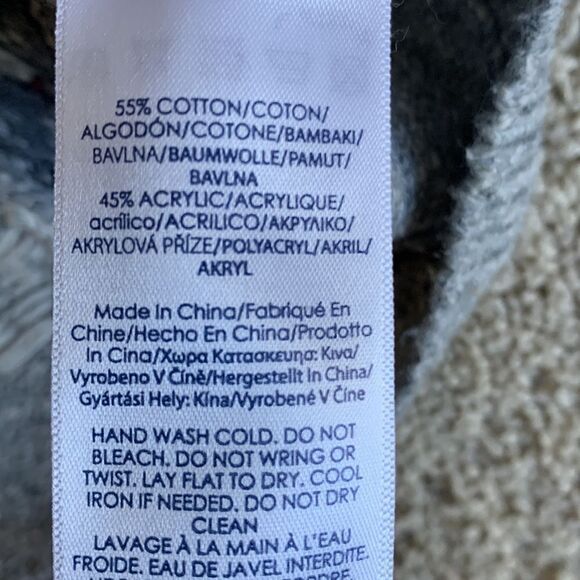 55% COTTON/COTON/
ALGODÓN/COTONE/BAMBAKI/
BAVLNA/BAUMWOLLE/PAMUT/
BAVLNA
45% ACRYLIC/ACRYLIQUE/
acrílico/ACRILICO/ΑΚΡΥΛΙΚΟ/
AKRYLOVÁ PŘÍZE/POLYACRYL/AKRIL/
AKRYL
Made In China/Fabriqué En
Chine/Hecho En China/Prodotto
In Cina/Χωρα Κατασκευησ: Κινα/
Vyrobeno V Číně/Hergestellt In China/
Gyártási Hely: Kína/Vyrobené V Čine
HAND WASH COLD. DO NOT
BLEACH. DO NOT WRING OR
TWIST. LAY FLAT TO DRY. COOL
IRON IF NEEDED. DO NOT DRY
CLEAN
LAVAGE À LA MAIN À L'EAU
FROIDE. EAU DE JAVEL INTERDITE.